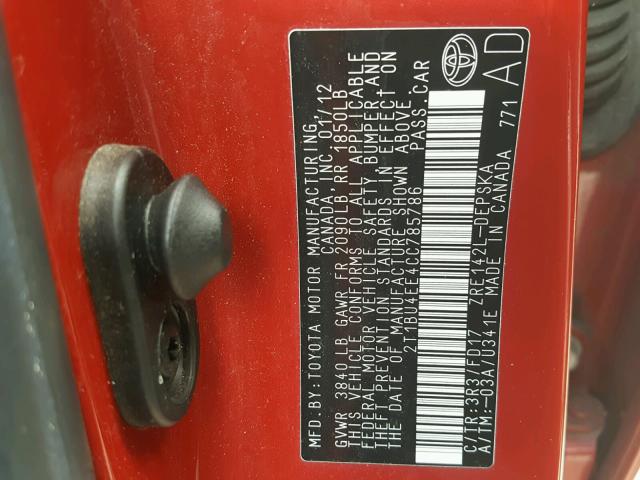 MFD. BY: TOYOTA MOTOR MANUFACTURING,
CANADA, INC. 01/12
GVWR 3840LB GAWR FR 2090LB RR 1850LB
THIS VEHICLE CONFORMS TO ALL APPLICABLE
FEDERAL MOTOR VEHICLE SAFETY, BUMPER, AND
THEFT PREVENTION STANDARDS IN EFFECT ON
THE DATE OF MANUFACTURE SHOWN ABOVE.
2T1BU4EE4CC785786 PASS.CAR
C/TR: 3R3/FD17 ZRE142L-DEPSKA
A/TM:-03A/U341E MADE IN CANADA 771
AD